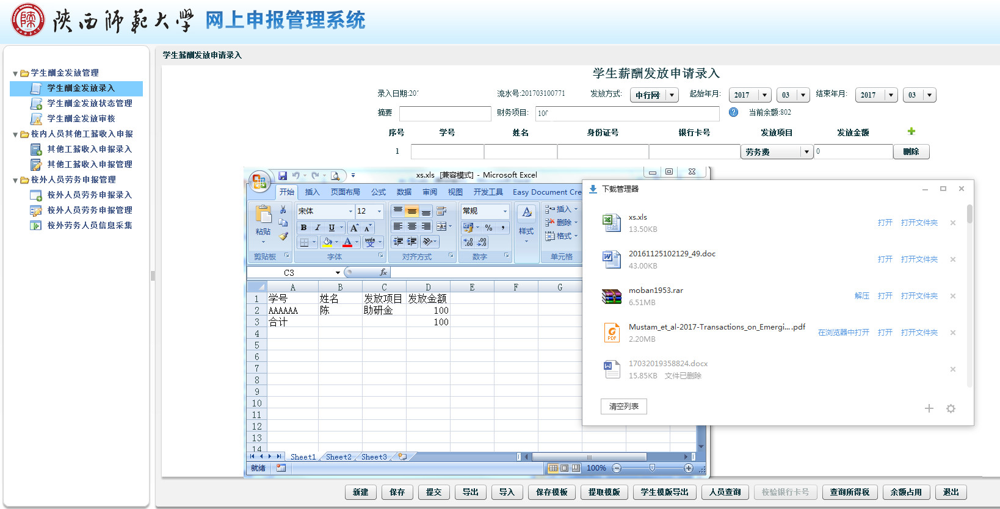 陕西师范大学 网上申报管理系统
学生薪酬发放申请录入
学生酬金发放管理
学生酬金发放录入
学生酬金发放状态管理
学生酬金发放审核
校内人员其他工薪收入申报
其他工薪收入申报录入
其他工薪收入申报管理
校外人员劳务申报管理
校外人员劳务申报录入
校外人员劳务申报管理
校外劳务人员信息采集
学生薪酬发放申请录入
录入日期:20 流水号:201703100771 发放方式: 中行网 起始年月: 2017 03 结束年月: 2017 03
摘要 财务项目: 100 当前余额:802
序号 学号 姓名 身份证号 银行卡号 发放项目 发放金额
1 劳务费 0 删除
xs.xls [兼容模式] - Microsoft Excel
开始 插入 页面布局 公式 数据 审阅 视图 开发工具 Easy Document Cre
粘贴 宋体 12 常规 样式 插入 删除 格式
B I U A A % ,
剪贴板 字体 对齐方式 数字 单元格
C3 fx
A B C D E F G
1 学号 姓名 发放项目 发放金额
2 AAAAAA 陈 助研金 100
3 合计 100
4
5
6
7
8
9
10
11
12
13
14
Sheet1 Sheet2 Sheet3
就绪 100%
下载管理器
xs.xls
13.50KB 打开 打开文件夹
20161125102129_49.doc
43.00KB 打开 打开文件夹
moban1953.rar
6.51MB 解压 打开 打开文件夹
Mustam_et_al-2017-Transactions_on_Emergi....pdf
2.20MB 在浏览器中打开 打开 打开文件夹
PDF
17032019358824.docx
15.85KB 文件已删除
清空列表
新建 保存 提交 导出 导入 保存模板 提取模版 学生模版导出 人员查询 校验银行卡号 查询所得税 余额占用 退出